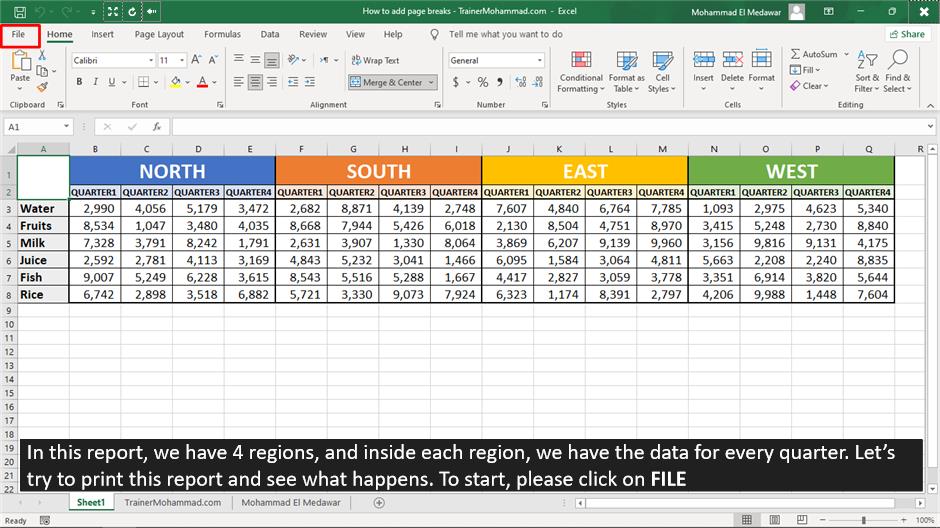 How to add page breaks - TrainerMohammad.com - Excel
Mohammad El Medawar
File Home Insert Page Layout Formulas Data Review View Help Tell me what you want to do Share
Paste
Calibri 11
B I U A
Wrap Text
Merge & Center
General
$ % ,
Conditional Formatting
Format as Table
Cell Styles
Insert Delete Format
AutoSum
Fill
Clear
Sort & Filter
Find & Select
Clipboard Font Alignment Number Styles Cells Editing
A1 fx
A B C D E F G H I J K L M N O P Q R
1 NORTH SOUTH EAST WEST
2 QUARTER1 QUARTER2 QUARTER3 QUARTER4 QUARTER1 QUARTER2 QUARTER3 QUARTER4 QUARTER1 QUARTER2 QUARTER3 QUARTER4 QUARTER1 QUARTER2 QUARTER3 QUARTER4
3 Water 2,990 4,056 5,179 3,472 2,682 8,871 4,139 2,748 7,607 4,840 6,764 7,785 1,093 2,975 4,623 5,340
4 Fruits 8,534 1,047 3,480 4,035 8,668 7,944 5,426 6,018 2,130 8,504 4,751 8,970 3,415 5,248 2,730 8,840
5 Milk 7,328 3,791 8,242 1,791 2,631 3,907 1,330 8,064 3,869 6,207 9,139 9,960 3,156 9,816 9,131 4,175
6 Juice 2,592 2,781 4,113 3,169 4,843 5,232 3,041 1,466 6,095 1,584 3,064 4,811 5,663 2,208 2,240 8,835
7 Fish 9,007 5,249 6,228 3,615 8,543 5,516 5,288 1,667 4,417 2,827 3,059 3,778 3,351 6,914 3,820 5,644
8 Rice 6,742 2,898 3,518 6,882 5,721 3,330 9,073 7,924 6,323 1,174 8,391 2,797 4,206 9,988 1,448 7,604
9
10
11
12
13
14
15
16
17
18
19
20
21
22
In this report, we have 4 regions, and inside each region, we have the data for every quarter. Let’s
try to print this report and see what happens. To start, please click on FILE
Sheet1 TrainerMohammad.com Mohammad El Medawar
Ready 100%